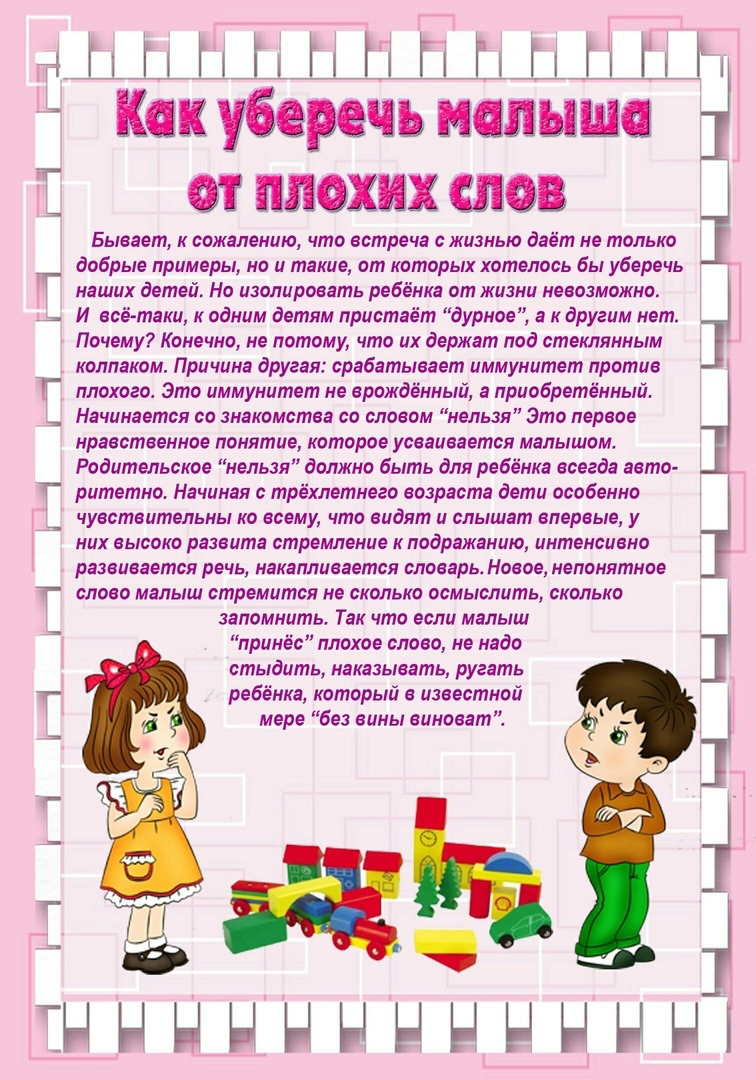 Как уберечь малыша
от плохих слов
Бывает, к сожалению, что встреча с жизнью даёт не только
добрые примеры, но и такие, от которых хотелось бы уберечь
наших детей. Но изолировать ребёнка от жизни невозможно.
И всё-таки, к одним детям пристаёт “дурное”, а к другим нет.
Почему? Конечно, не потому, что их держат под стеклянным
колпаком. Причина другая: срабатывает иммунитет против
плохого. Это иммунитет не врождённый, а приобретённый.
Начинается со знакомства со словом “нельзя” Это первое
нравственное понятие, которое усваивается малышом.
Родительское “нельзя” должно быть для ребёнка всегда авто-
ритетно. Начиная с трёхлетнего возраста дети особенно
чувствительны ко всему, что видят и слышат впервые, у
них высоко развита стремление к подражанию, интенсивно
развивается речь, накапливается словарь. Новое, непонятное
слово малыш стремится не сколько осмыслить, сколько
запомнить. Так что если малыш
“принёс” плохое слово, не надо
стыдить, наказывать, ругать
ребёнка, который в известной
мере “без вины виноват”.